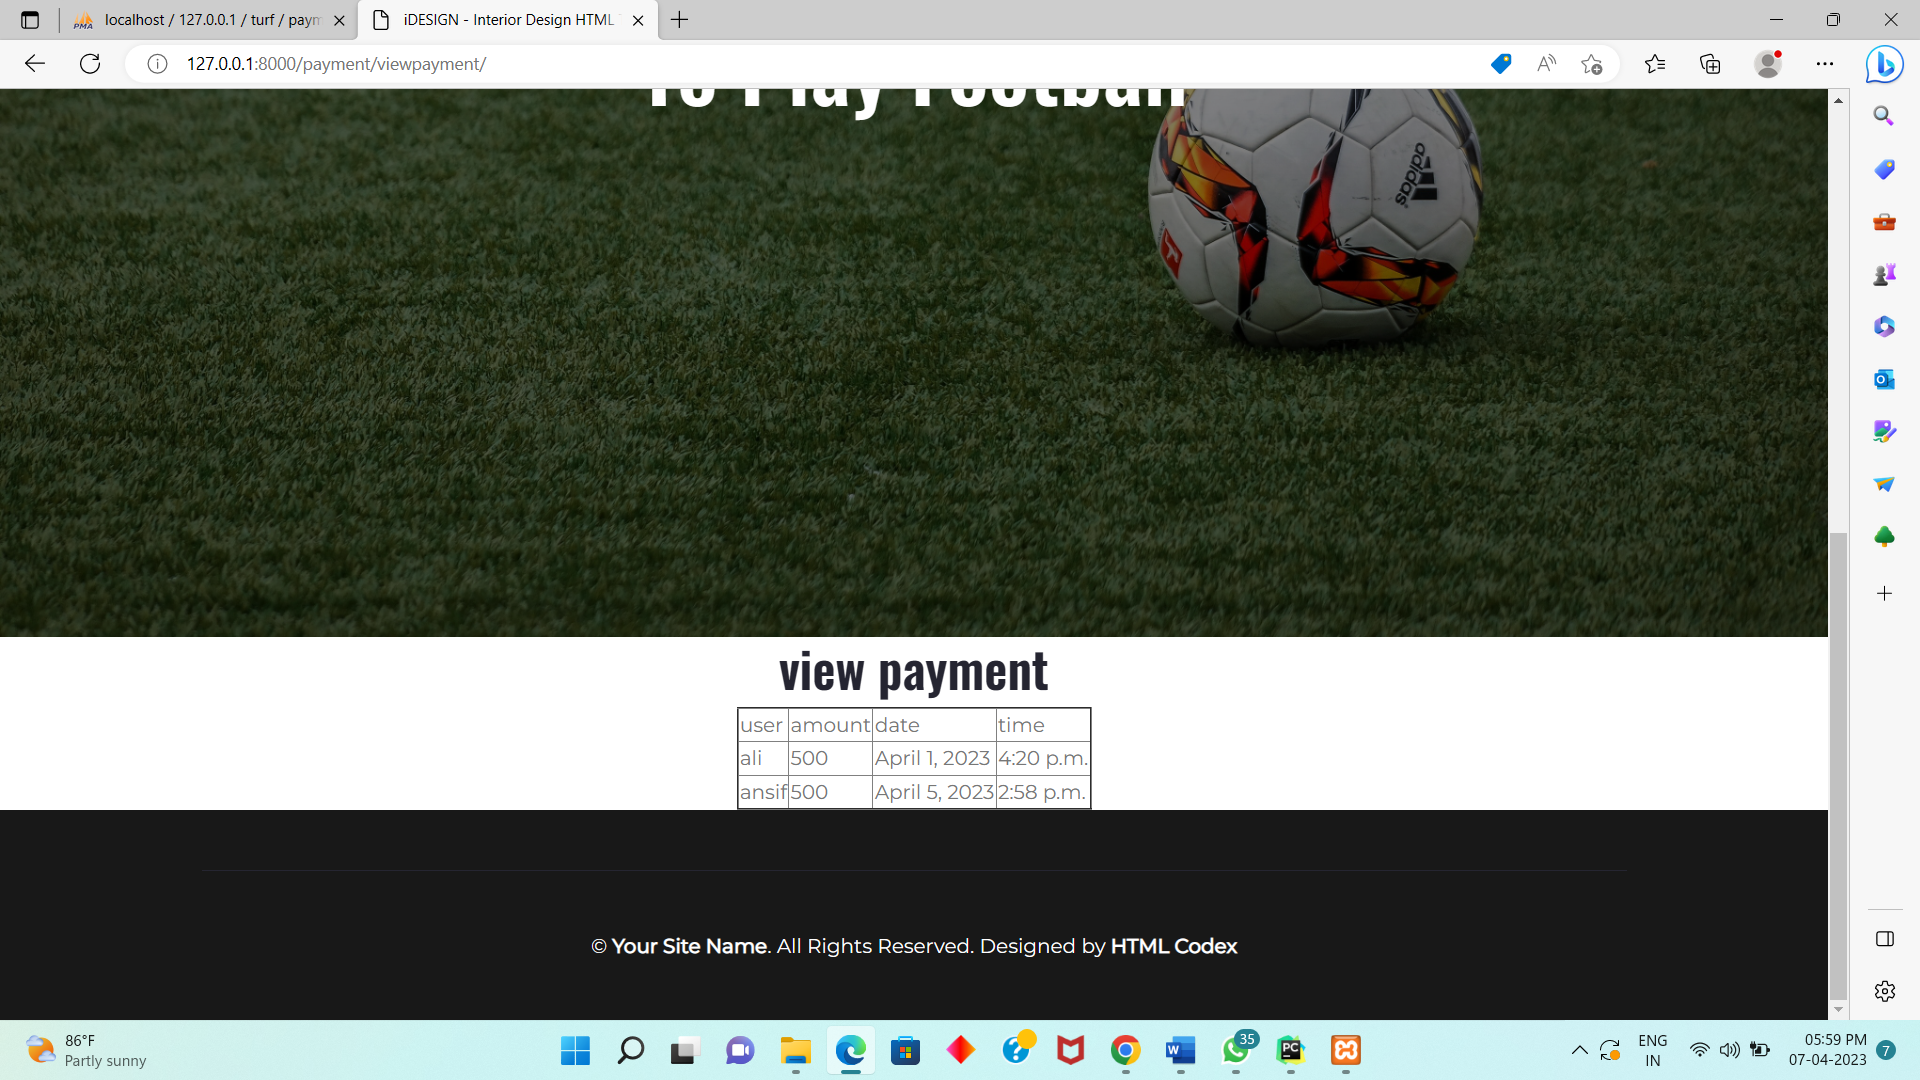 PMA
localhost / 127.0.0.1 / turf / paym
iDESIGN - Interior Design HTML
127.0.0.1:8000/payment/viewpayment/
To Play Football
adidas
view payment
user amount date time
ali 500 April 1, 2023 4:20 p.m.
ansif 500 April 5, 2023 2:58 p.m.
© Your Site Name. All Rights Reserved. Designed by HTML Codex
86°F
Partly sunny
35
ENG
IN
05:59 PM
07-04-2023
7